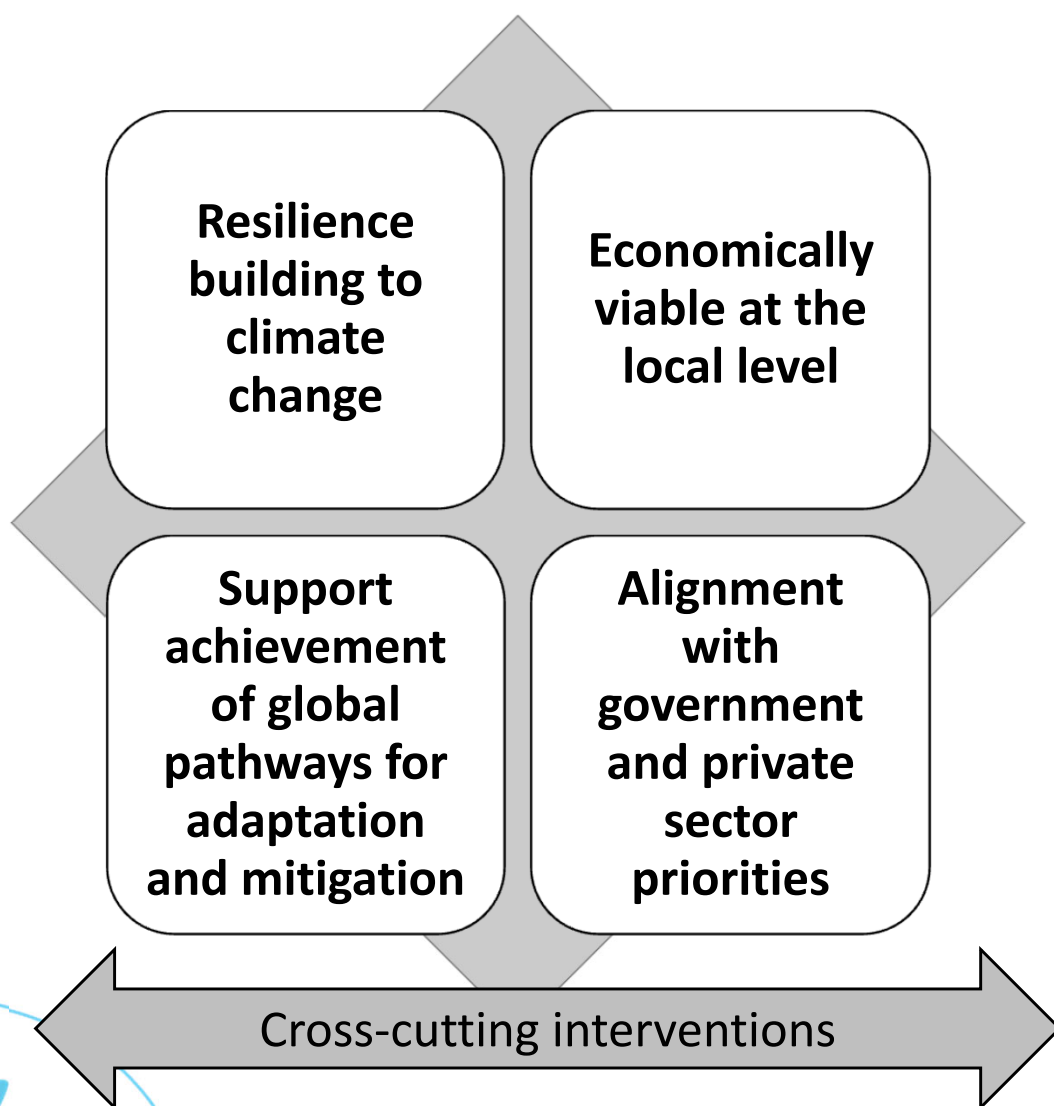 Resilience
building to
climate
change
Economically
viable at the
local level
Support
achievement
of global
pathways for
adaptation
and mitigation
Alignment
with
government
and private
sector
priorities
Cross-cutting interventions